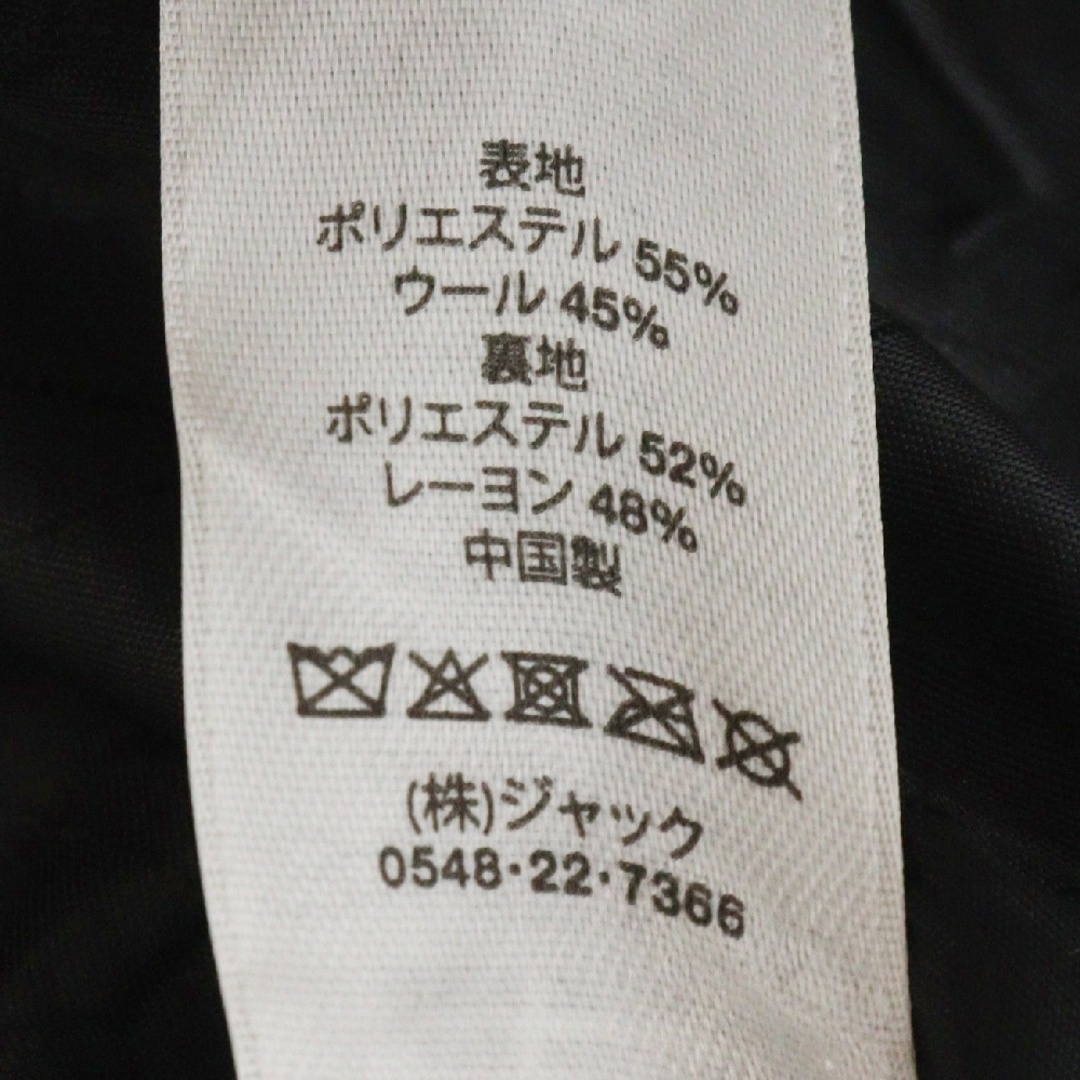 表地
ポリエステル 55%
ウール 45%
裏地
ポリエステル 52%
レーヨン 48%
中国製
(株)ジャック
0548・22・7366